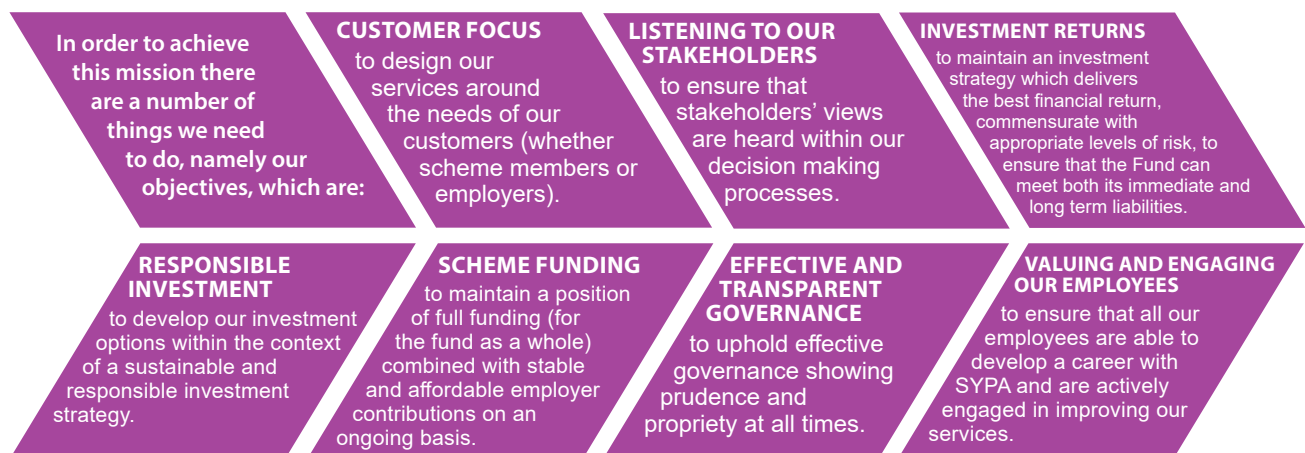 In order to achieve
this mission there
are a number of
things we need
to do, namely our
objectives, which are:
CUSTOMER FOCUS
to design our
services around
the needs of our
customers (whether
scheme members or
employers).
LISTENING TO OUR
STAKEHOLDERS
to ensure that
stakeholders' views
are heard within our
decision making
processes.
INVESTMENT RETURNS
to maintain an investment
strategy which delivers
the best financial return,
commensurate with
appropriate levels of risk, to
ensure that the Fund can
meet both its immediate and
long term liabilities.
RESPONSIBLE
INVESTMENT
to develop our investment
options within the context
of a sustainable and
responsible investment
strategy.
SCHEME FUNDING
to maintain a position
of full funding (for
the fund as a whole)
combined with stable
and affordable employer
contributions on an
ongoing basis.
EFFECTIVE AND
TRANSPARENT
GOVERNANCE
to uphold effective
governance showing
prudence and
propriety at all times.
VALUING AND ENGAGING
OUR EMPLOYEES
to ensure that all our
employees are able to
develop a career with
SYPA and are actively
engaged in improving our
services.